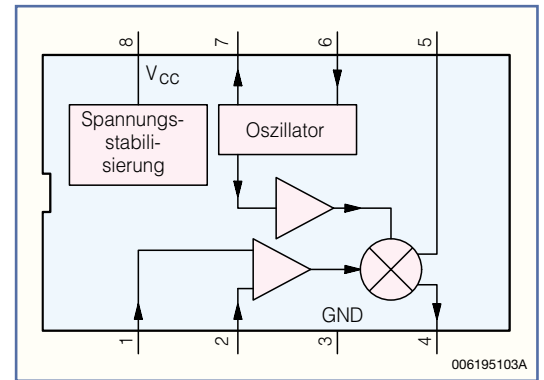 8
7
6
5
VCC
Spannungs-
stabili-
sierung
Oszillator
GND
1
2
3
4
006195103A